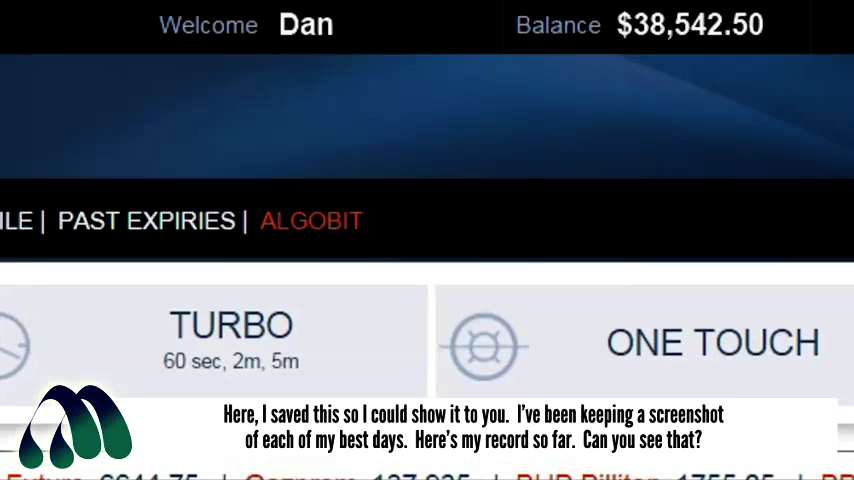 Welcome Dan Balance $38,542.50
ILE | PAST EXPIRIES | ALGOBIT
TURBO
60 sec, 2m, 5m
ONE TOUCH
Here, I saved this so I could show it to you. I've been keeping a screenshot
of each of my best days. Here's my record so far. Can you see that?